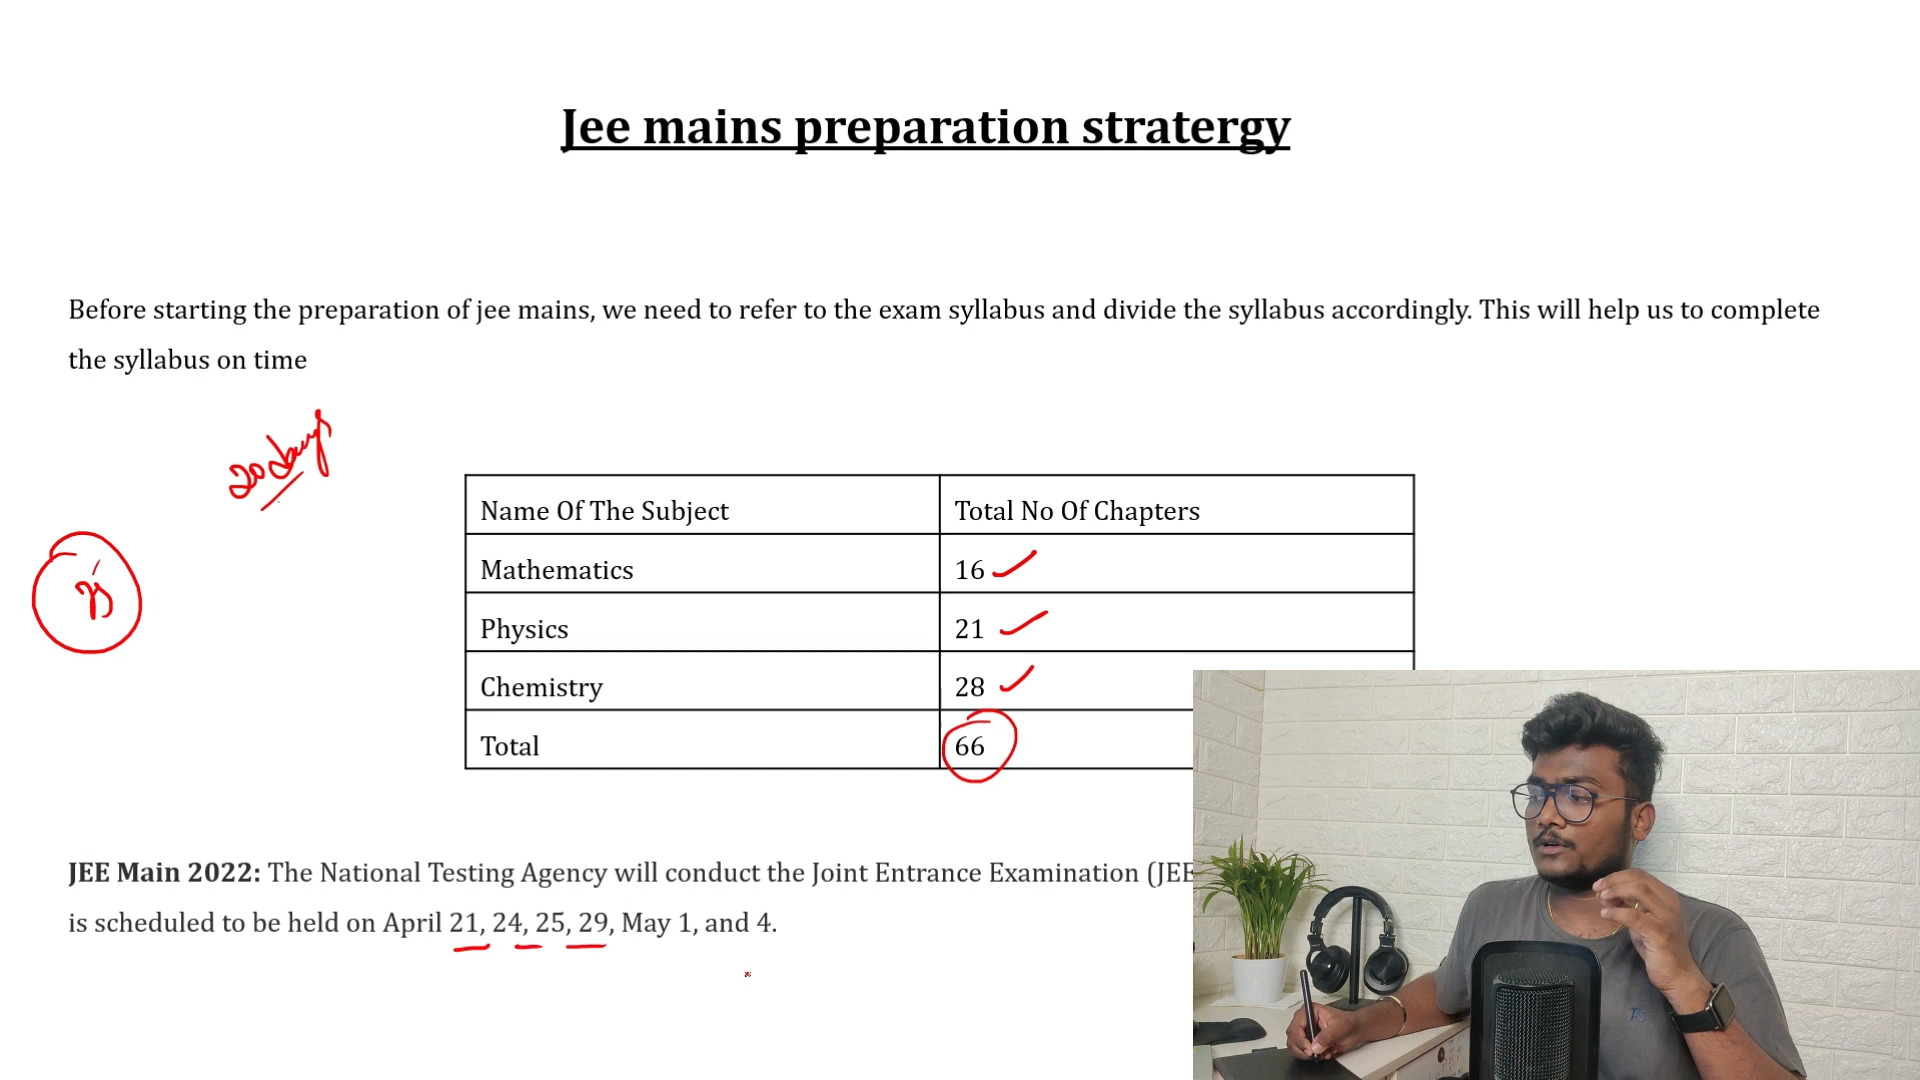 Jee mains preparation stratergy
Before starting the preparation of jee mains, we need to refer to the exam syllabus and divide the syllabus accordingly. This will help us to complete
the syllabus on time
20 days
Name Of The Subject Total No Of Chapters
Mathematics 16
Physics 21
Chemistry 28
Total 66
JEE Main 2022: The National Testing Agency will conduct the Joint Entrance Examination (JEE
is scheduled to be held on April 21, 24, 25, 29, May 1, and 4.